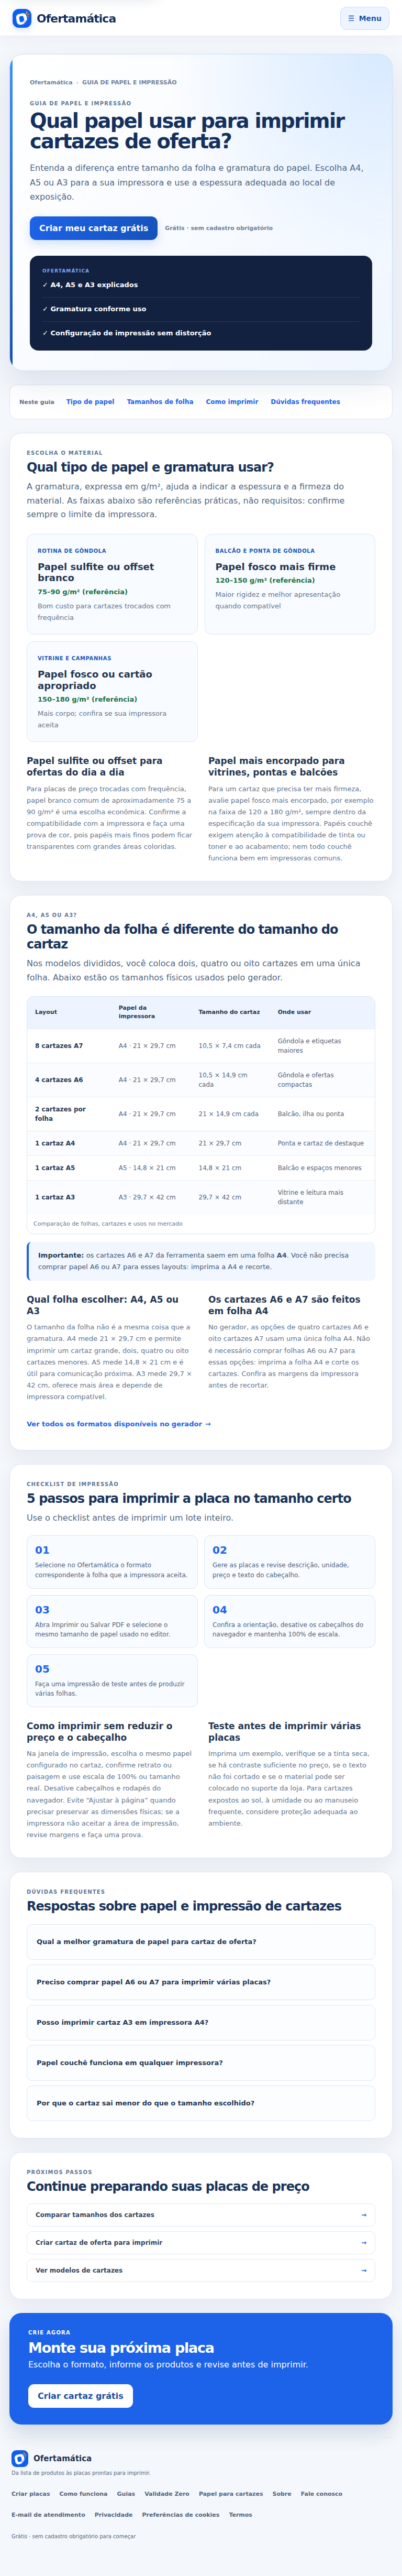 Ofertamática
☰ Menu
Ofertamática › GUIA DE PAPEL E IMPRESSÃO
GUIA DE PAPEL E IMPRESSÃO
Qual papel usar para imprimir
cartazes de oferta?
Entenda a diferença entre tamanho da folha e gramatura do papel. Escolha A4,
A5 ou A3 para a sua impressora e use a espessura adequada ao local de
exposição.
Criar meu cartaz grátis
Grátis · sem cadastro obrigatório
OFERTAMÁTICA
✓ A4, A5 e A3 explicados
✓ Gramatura conforme uso
✓ Configuração de impressão sem distorção
Neste guia Tipo de papel Tamanhos de folha Como imprimir Dúvidas frequentes
ESCOLHA O MATERIAL
Qual tipo de papel e gramatura usar?
A gramatura, expressa em g/m², ajuda a indicar a espessura e a firmeza do
material. As faixas abaixo são referências práticas, não requisitos: confirme
sempre o limite da impressora.
ROTINA DE GÔNDOLA
Papel sulfite ou offset
branco
75–90 g/m² (referência)
Bom custo para cartazes trocados com
frequência
BALCÃO E PONTA DE GÔNDOLA
Papel fosco mais firme
120–150 g/m² (referência)
Maior rigidez e melhor apresentação
quando compatível
VITRINE E CAMPANHAS
Papel fosco ou cartão
apropriado
150–180 g/m² (referência)
Mais corpo; confira se sua impressora
aceita
Papel sulfite ou offset para
ofertas do dia a dia
Para placas de preço trocadas com frequência,
papel branco comum de aproximadamente 75 a
90 g/m² é uma escolha econômica. Confirme a
compatibilidade com a impressora e faça uma
prova de cor, pois papéis mais finos podem ficar
transparentes com grandes áreas coloridas.
Papel mais encorpado para
vitrines, pontas e balcões
Para um cartaz que precisa ter mais firmeza,
avalie papel fosco mais encorpado, por exemplo
na faixa de 120 a 180 g/m², sempre dentro da
especificação da sua impressora. Papéis couchê
exigem atenção à compatibilidade de tinta ou
toner e ao acabamento; nem todo couchê
funciona bem em impressoras comuns.
A4, A5 OU A3?
O tamanho da folha é diferente do tamanho do
cartaz
Nos modelos divididos, você coloca dois, quatro ou oito cartazes em uma única
folha. Abaixo estão os tamanhos físicos usados pelo gerador.
Layout Papel da impressora Tamanho do cartaz Onde usar
8 cartazes A7 A4 · 21 × 29,7 cm 10,5 × 7,4 cm cada Gôndola e etiquetas maiores
4 cartazes A6 A4 · 21 × 29,7 cm 10,5 × 14,9 cm cada Gôndola e ofertas compactas
2 cartazes por folha A4 · 21 × 29,7 cm 21 × 14,9 cm cada Balcão, ilha ou ponta
1 cartaz A4 A4 · 21 × 29,7 cm 21 × 29,7 cm Ponta e cartaz de destaque
1 cartaz A5 A5 · 14,8 × 21 cm 14,8 × 21 cm Balcão e espaços menores
1 cartaz A3 A3 · 29,7 × 42 cm 29,7 × 42 cm Vitrine e leitura mais distante
Comparação de folhas, cartazes e usos no mercado
Importante: os cartazes A6 e A7 da ferramenta saem em uma folha A4. Você não precisa
comprar papel A6 ou A7 para esses layouts: imprima a A4 e recorte.
Qual folha escolher: A4, A5 ou
A3
O tamanho da folha não é a mesma coisa que a
gramatura. A4 mede 21 × 29,7 cm e permite
imprimir um cartaz grande, dois, quatro ou oito
cartazes menores. A5 mede 14,8 × 21 cm e é
útil para comunicação próxima. A3 mede 29,7 ×
42 cm, oferece mais área e depende de
impressora compatível.
Os cartazes A6 e A7 são feitos
em folha A4
No gerador, as opções de quatro cartazes A6 e
oito cartazes A7 usam uma única folha A4. Não
é necessário comprar folhas A6 ou A7 para
essas opções: imprima a folha A4 e corte os
cartazes. Confira as margens da impressora
antes de recortar.
Ver todos os formatos disponíveis no gerador →
CHECKLIST DE IMPRESSÃO
5 passos para imprimir a placa no tamanho certo
Use o checklist antes de imprimir um lote inteiro.
01
Selecione no Ofertamática o formato
correspondente à folha que a impressora aceita.
02
Gere as placas e revise descrição, unidade,
preço e texto do cabeçalho.
03
Abra Imprimir ou Salvar PDF e selecione o
mesmo tamanho de papel usado no editor.
04
Confira a orientação, desative os cabeçalhos do
navegador e mantenha 100% de escala.
05
Faça uma impressão de teste antes de produzir
várias folhas.
Como imprimir sem reduzir o
preço e o cabeçalho
Na janela de impressão, escolha o mesmo papel
configurado no cartaz, confirme retrato ou
paisagem e use escala de 100% ou tamanho
real. Desative cabeçalhos e rodapés do
navegador. Evite “Ajustar à página” quando
precisar preservar as dimensões físicas; se a
impressora não aceitar a área de impressão,
revise margens e faça uma prova.
Teste antes de imprimir várias
placas
Imprima um exemplo, verifique se a tinta seca,
se há contraste suficiente no preço, se o texto
não foi cortado e se o material pode ser
colocado no suporte da loja. Para cartazes
expostos ao sol, à umidade ou ao manuseio
frequente, considere proteção adequada ao
ambiente.
DÚVIDAS FREQUENTES
Respostas sobre papel e impressão de cartazes
Qual a melhor gramatura de papel para cartaz de oferta?
Preciso comprar papel A6 ou A7 para imprimir várias placas?
Posso imprimir cartaz A3 em impressora A4?
Papel couchê funciona em qualquer impressora?
Por que o cartaz sai menor do que o tamanho escolhido?
PRÓXIMOS PASSOS
Continue preparando suas placas de preço
Comparar tamanhos dos cartazes →
Criar cartaz de oferta para imprimir →
Ver modelos de cartazes →
CRIE AGORA
Monte sua próxima placa
Escolha o formato, informe os produtos e revise antes de imprimir.
Criar cartaz grátis
Ofertamática
Da lista de produtos às placas prontas para imprimir.
Criar placas Como funciona Guias Validade Zero Papel para cartazes Sobre Fale conosco
E-mail de atendimento Privacidade Preferências de cookies Termos
Grátis · sem cadastro obrigatório para começar